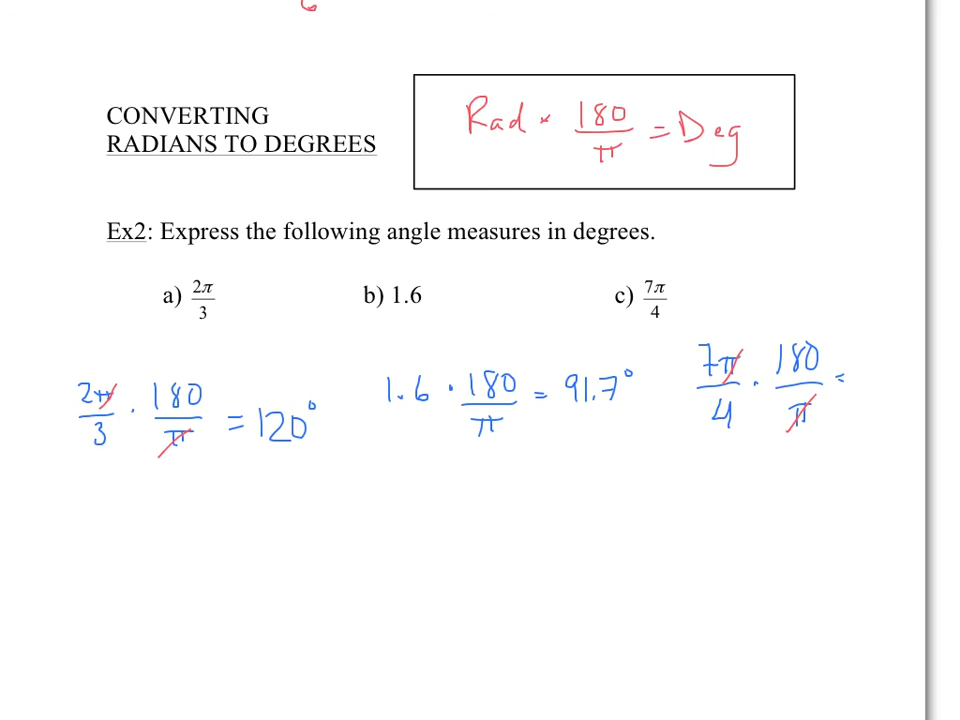 CONVERTING
RADIANS TO DEGREES
Rad × 180/π = Deg
Ex2: Express the following angle measures in degrees.
a) 2π/3 b) 1.6 c) 7π/4
2π/3 · 180/π = 120°
1.6 · 180/π = 91.7°
7π/4 · 180/π =